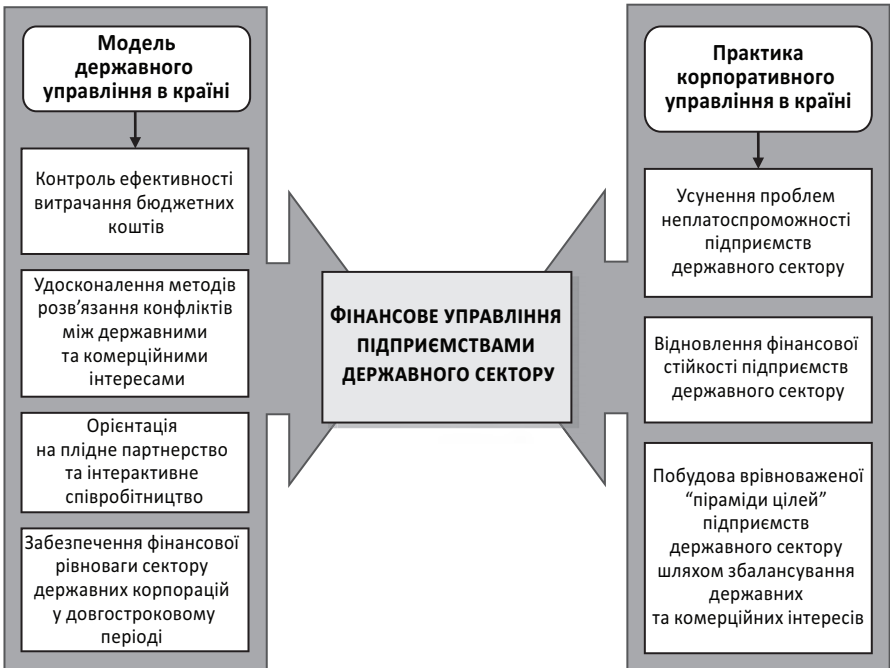 Модель
державного
управління в країні
Контроль ефективності
витрачання бюджетних
коштів
Удосконалення методів
розв’язання конфліктів
між державними
та комерційними
інтересами
Орієнтація
на плідне партнерство
та інтерактивне
співробітництво
Забезпечення фінансової
рівноваги сектору
державних корпорацій
у довгостроковому
періоді
ФІНАНСОВЕ УПРАВЛІННЯ
ПІДПРИЄМСТВАМИ
ДЕРЖАВНОГО СЕКТОРУ
Практика
корпоративного
управління в країні
Усунення проблем
неплатоспроможності
підприємств
державного сектору
Відновлення фінансової
стійкості підприємств
державного сектору
Побудова врівноваженої
“піраміди цілей”
підприємств
державного сектору
шляхом збалансування
державних
та комерційних інтересів